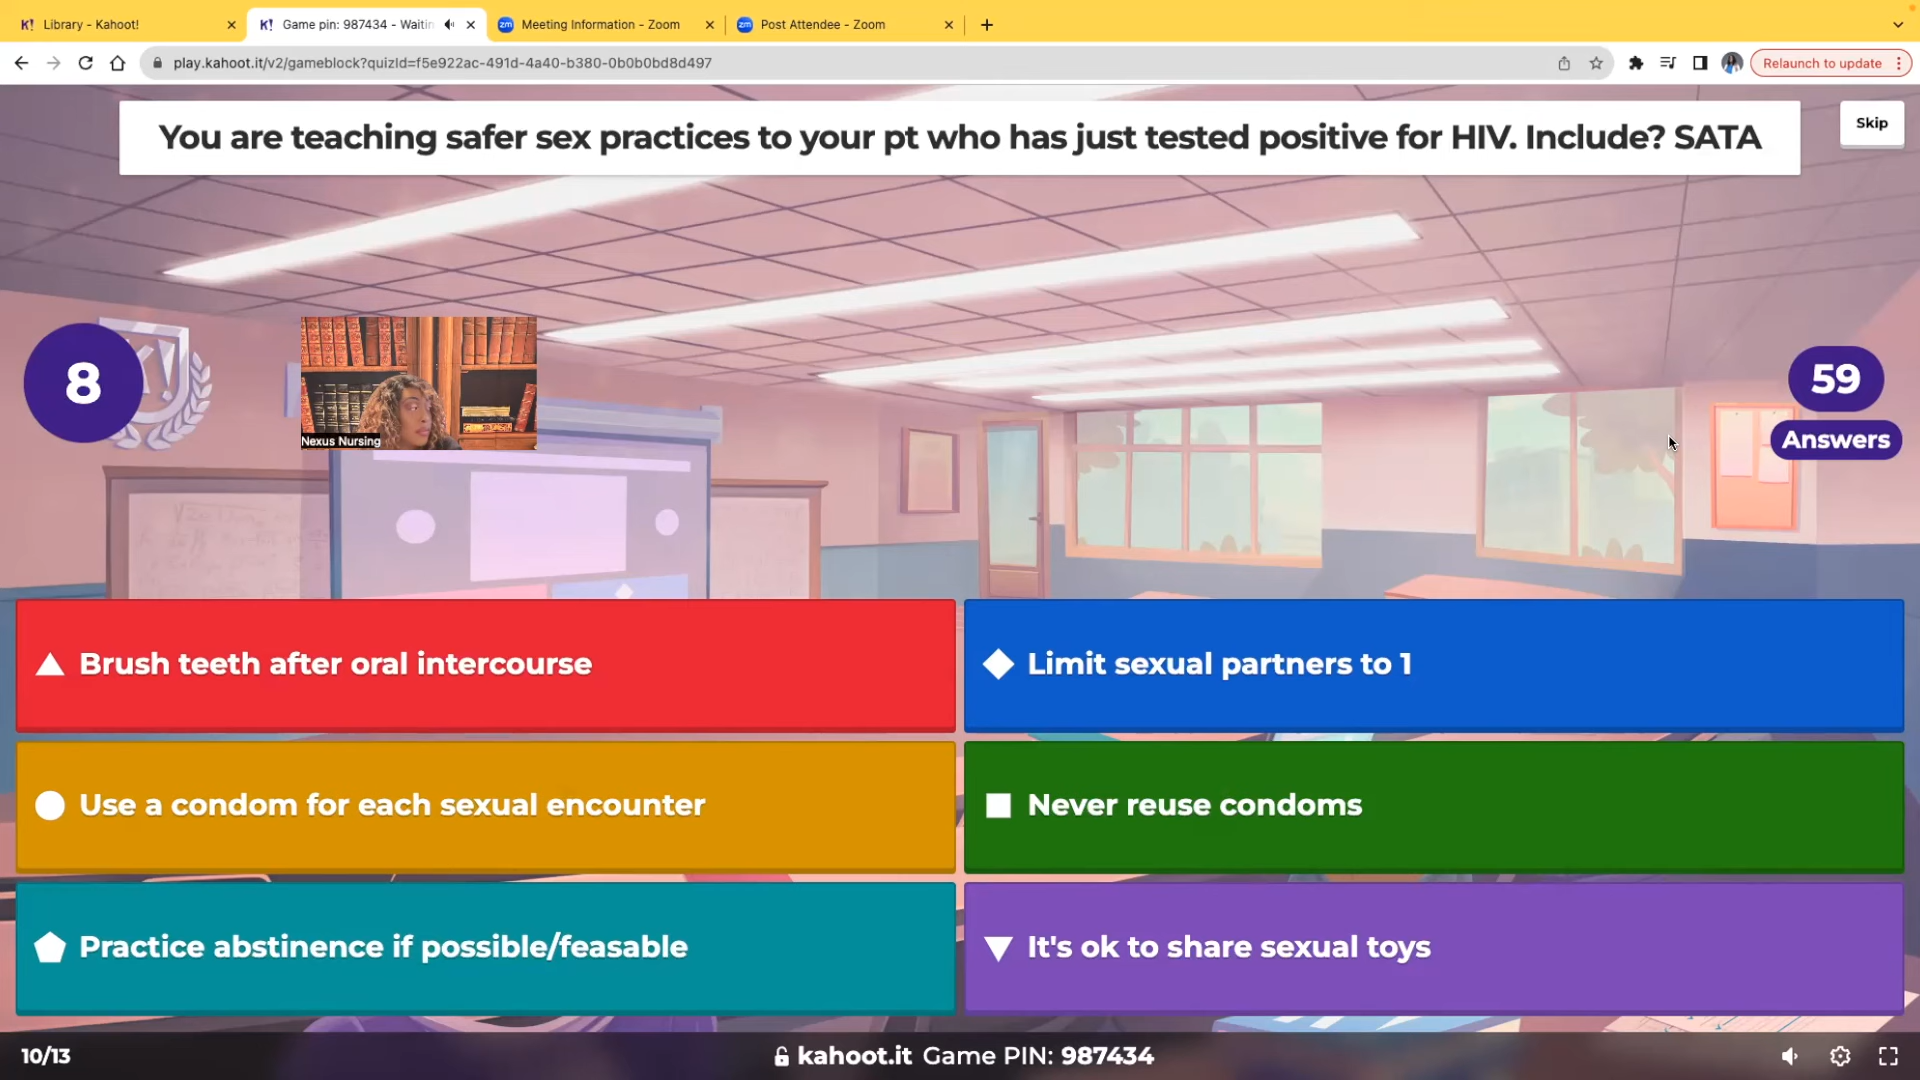 Library - Kahoot!
Game pin: 987434 - Waitin
Meeting Information - Zoom
Post Attendee - Zoom
play.kahoot.it/v2/gameblock?quizId=f5e922ac-491d-4a40-b380-0b0b0bd8d497
Relaunch to update
You are teaching safer sex practices to your pt who has just tested positive for HIV. Include? SATA
Skip
8
Nexus Nursing
59
Answers
Brush teeth after oral intercourse
Limit sexual partners to 1
Use a condom for each sexual encounter
Never reuse condoms
Practice abstinence if possible/feasable
It's ok to share sexual toys
10/13
kahoot.it Game PIN: 987434